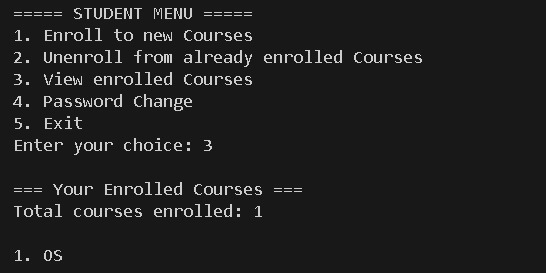 ===== STUDENT MENU =====
1. Enroll to new Courses
2. Unenroll from already enrolled Courses
3. View enrolled Courses
4. Password Change
5. Exit
Enter your choice: 3
=== Your Enrolled Courses ===
Total courses enrolled: 1
1. OS